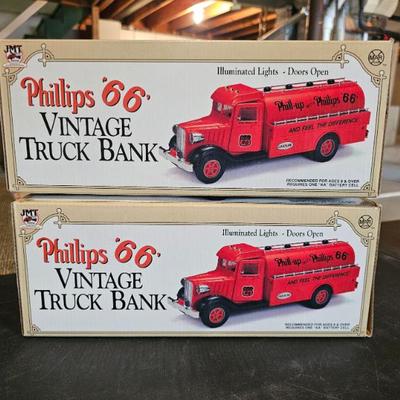 JMT
Illuminated Lights - Doors Open
Phillips '66'
VINTAGE
TRUCK BANK
Phill-up with Phillips 66
AND FEEL THE DIFFERENCE
RECOMMENDED FOR AGES 8 & OVER
REQUIRES ONE "AA" BATTERY CELL
JMT
Illuminated Lights - Doors Open
Phillips '66'
VINTAGE
TRUCK BANK
Phill-up with Phillips 66
AND FEEL THE DIFFERENCE
RECOMMENDED FOR AGES 8 & OVER
REQUIRES ONE "AA" BATTERY CELL